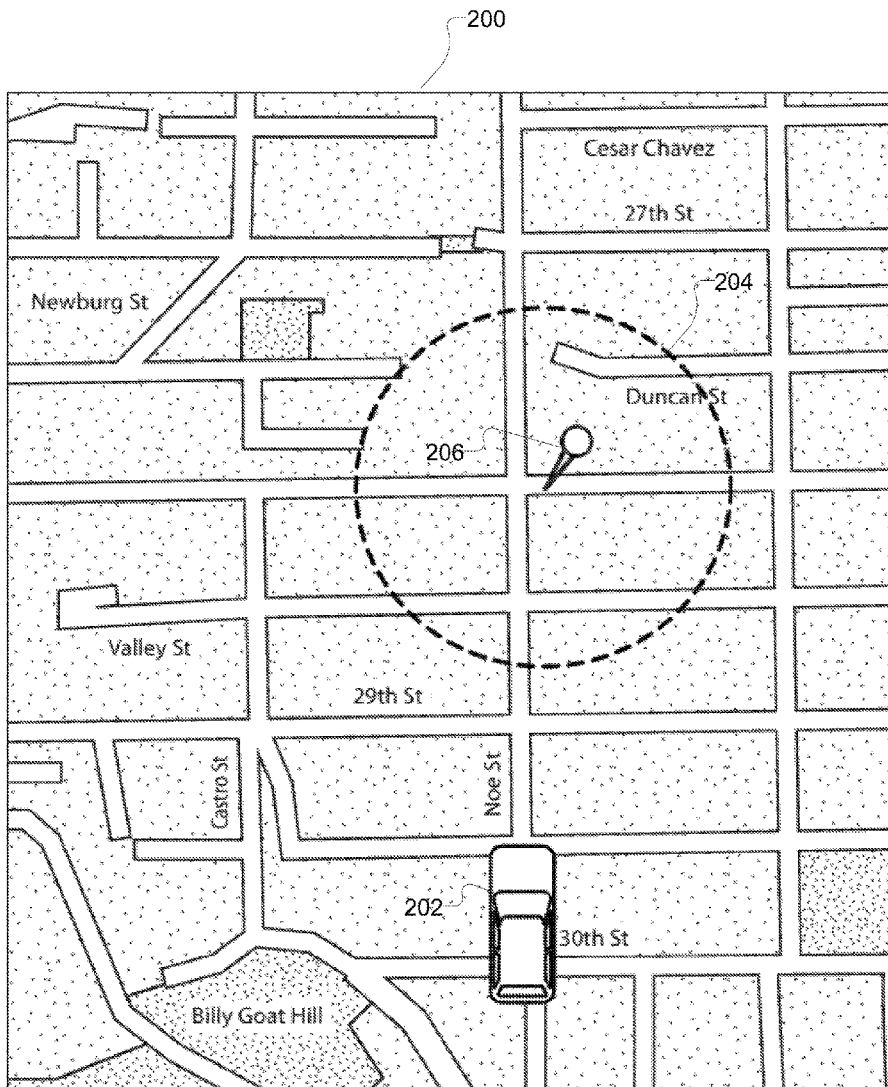 200
Cesar Chavez
27th St
204
Newburg St
Duncan St
206
Valley St
29th St
Castro St
Noe St
202
30th St
Billy Goat Hill